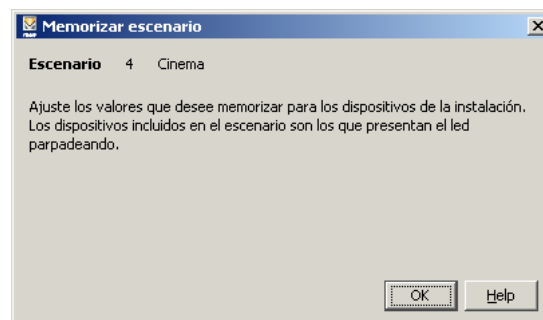 Memorizar escenario
Escenario 4 Cinema
Ajuste los valores que desee memorizar para los dispositivos de la instalación.
Los dispositivos incluidos en el escenario son los que presentan el led
parpadeando.
OK Help